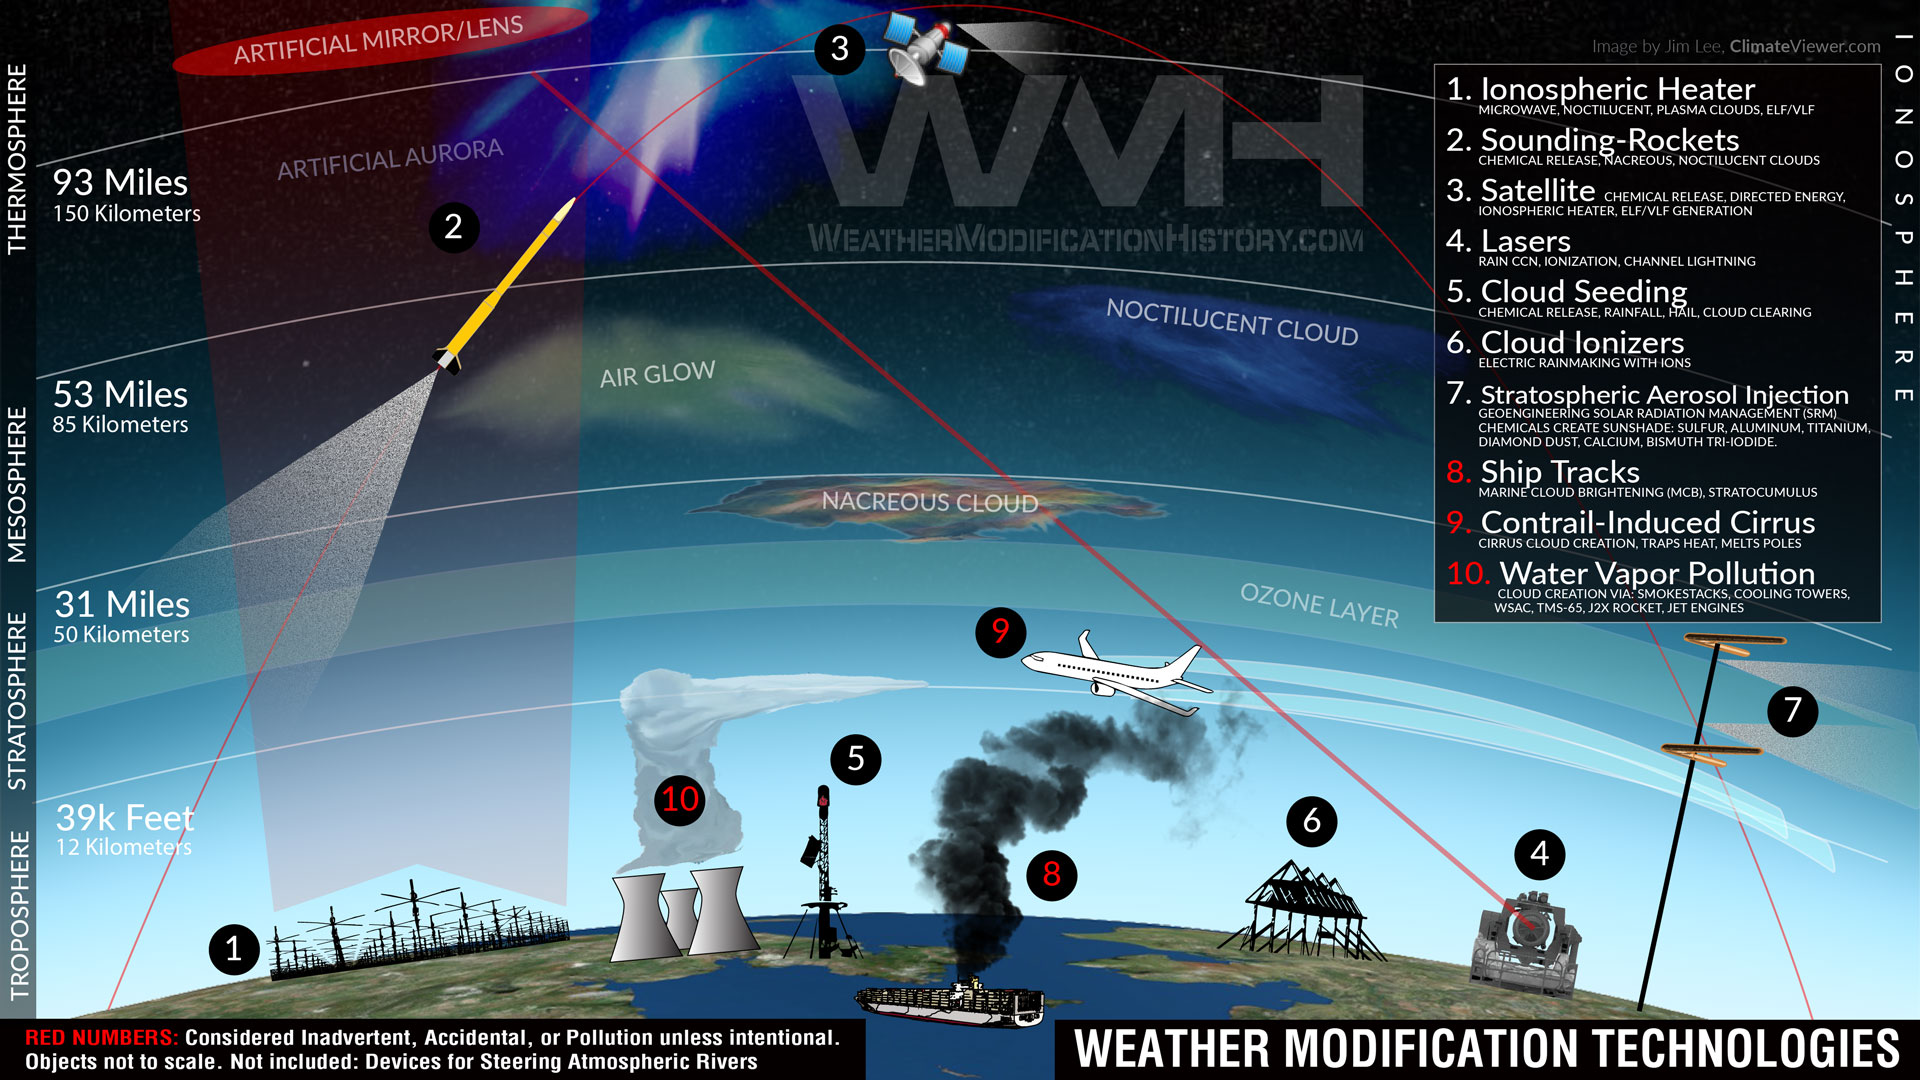 ARTIFICIAL MIRROR/LENS
ARTIFICIAL AURORA
THERMOSPHERE
MESOSPHERE
STRATOSPHERE
TROPOSPHERE
IONOSPHERE
93 Miles
150 Kilometers
53 Miles
85 Kilometers
31 Miles
50 Kilometers
39k Feet
12 Kilometers
2
3
WMH
WEATHERMODIFICATIONHISTORY.COM
AIR GLOW
NOCTILUCENT CLOUD
NACREOUS CLOUD
OZONE LAYER
9
7
5
10
6
8
4
1
Image by Jim Lee, ClimateViewer.com
1. Ionospheric Heater
MICROWAVE, NOCTILUCENT, PLASMA CLOUDS, ELF/VLF
2. Sounding-Rockets
CHEMICAL RELEASE, NACREOUS, NOCTILUCENT CLOUDS
3. Satellite CHEMICAL RELEASE, DIRECTED ENERGY,
IONOSPHERIC HEATER, ELF/VLF GENERATION
4. Lasers
RAIN CCN, IONIZATION, CHANNEL LIGHTNING
5. Cloud Seeding
CHEMICAL RELEASE, RAINFALL, HAIL, CLOUD CLEARING
6. Cloud Ionizers
ELECTRIC RAINMAKING WITH IONS
7. Stratospheric Aerosol Injection
GEOENGINEERING SOLAR RADIATION MANAGEMENT (SRM)
CHEMICALS CREATE SUNSHADE: SULFUR, ALUMINUM, TITANIUM,
DIAMOND DUST, CALCIUM, BISMUTH TRI-IODIDE.
8. Ship Tracks
MARINE CLOUD BRIGHTENING (MCB), STRATOCUMULUS
9. Contrail-Induced Cirrus
CIRRUS CLOUD CREATION, TRAPS HEAT, MELTS POLES
10. Water Vapor Pollution
CLOUD CREATION VIA: SMOKESTACKS, COOLING TOWERS,
WSAC, TMS-65, J2X ROCKET, JET ENGINES
RED NUMBERS: Considered Inadvertent, Accidental, or Pollution unless intentional.
Objects not to scale. Not included: Devices for Steering Atmospheric Rivers
WEATHER MODIFICATION TECHNOLOGIES